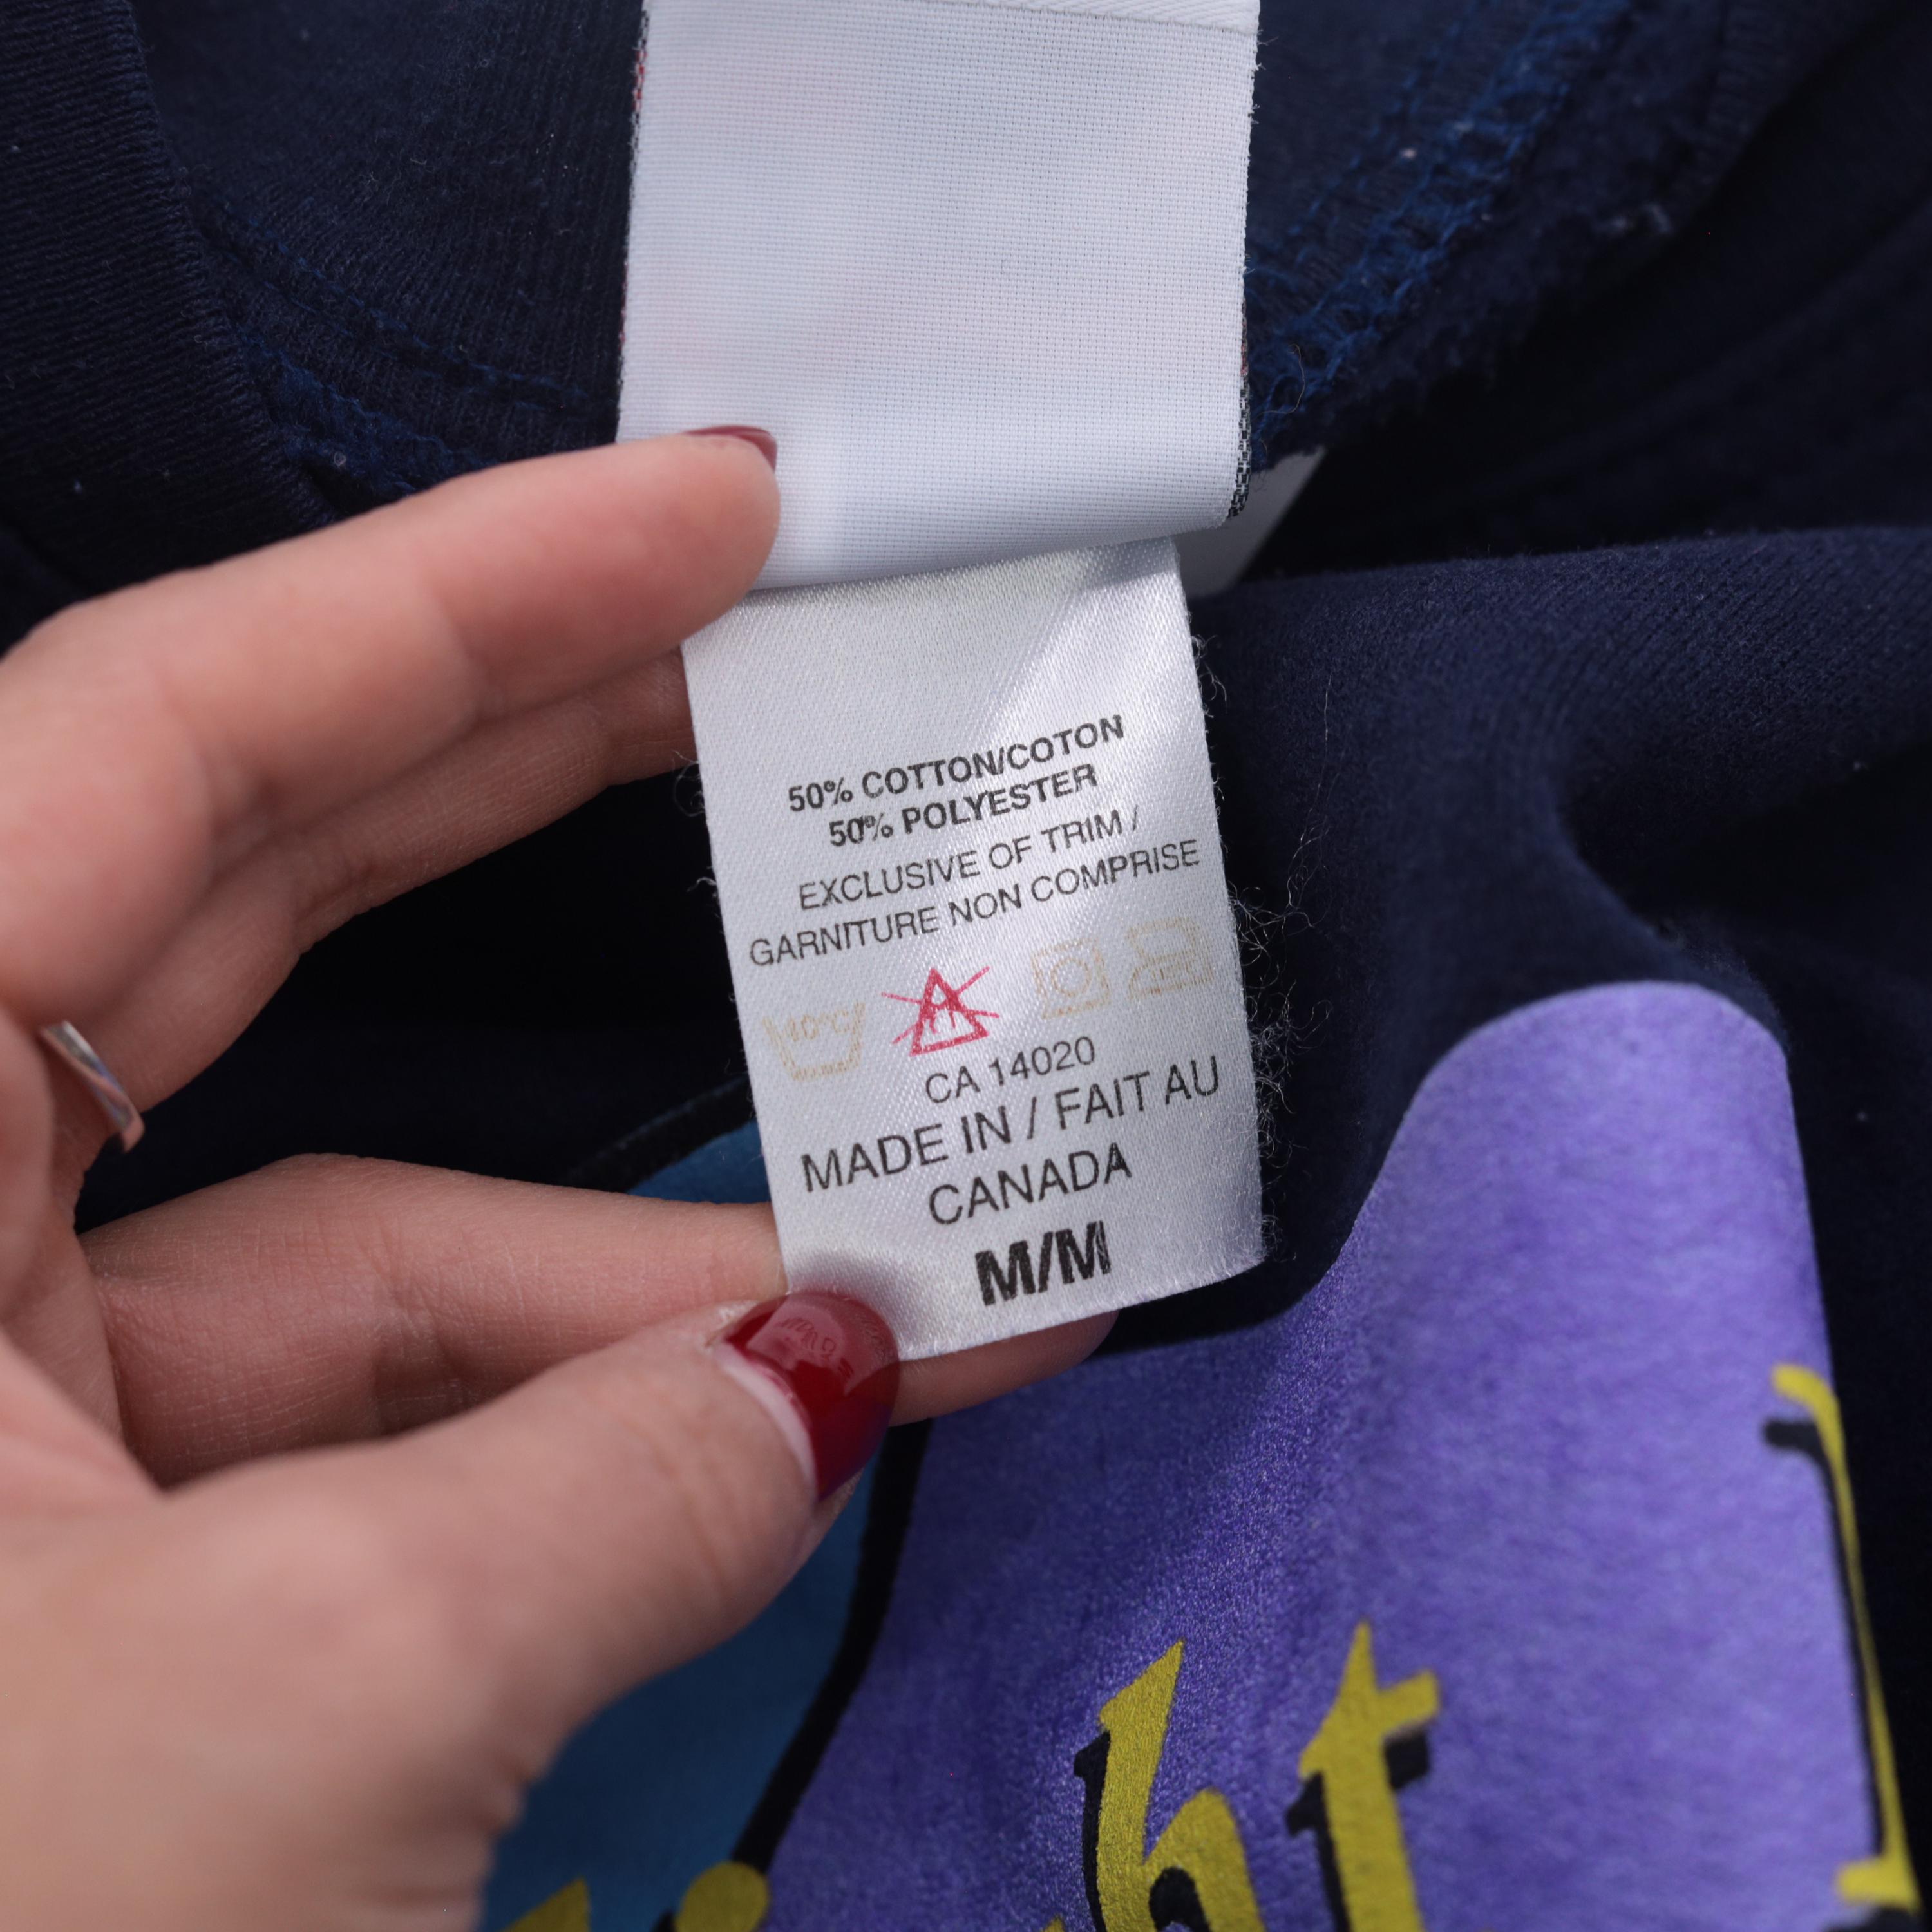 50% COTTON/COTON
50% POLYESTER
EXCLUSIVE OF TRIM /
GARNITURE NON COMPRISE
40°C
CA 14020
MADE IN / FAIT AU
CANADA
M/M
ht